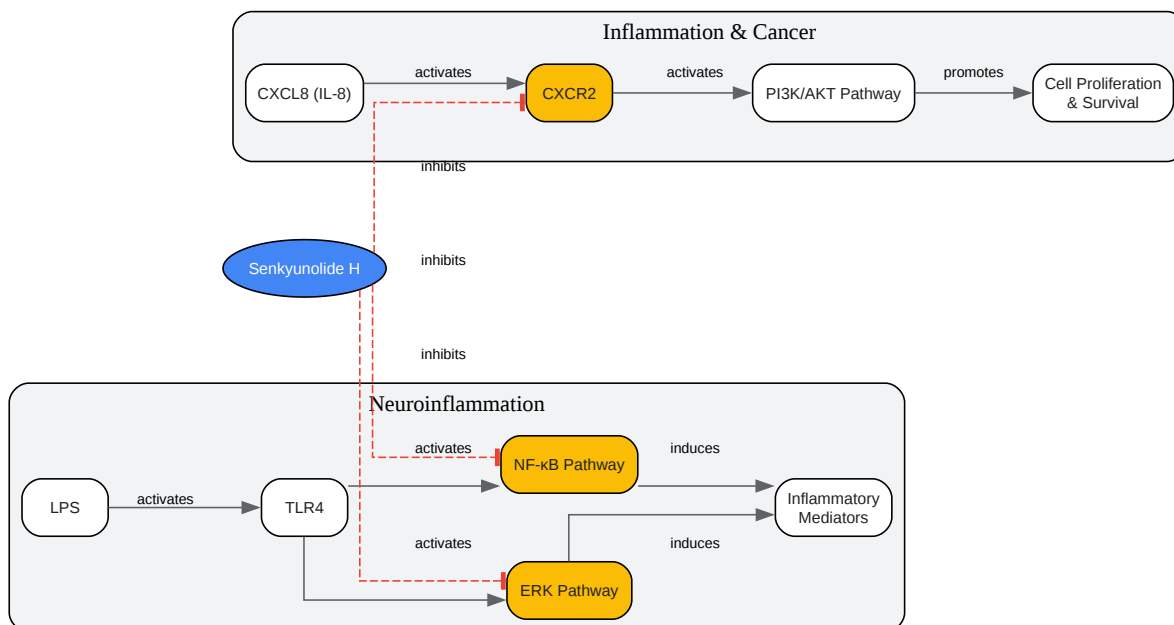 Inflammation & Cancer
activates
activates
promotes
CXCL8 (IL-8)
CXCR2
PI3K/AKT Pathway
Cell Proliferation
& Survival
inhibits
Senkyunolide H
inhibits
inhibits
Neuroinflammation
activates
induces
NF-κB Pathway
LPS
activates
TLR4
Inflammatory
Mediators
activates
induces
ERK Pathway